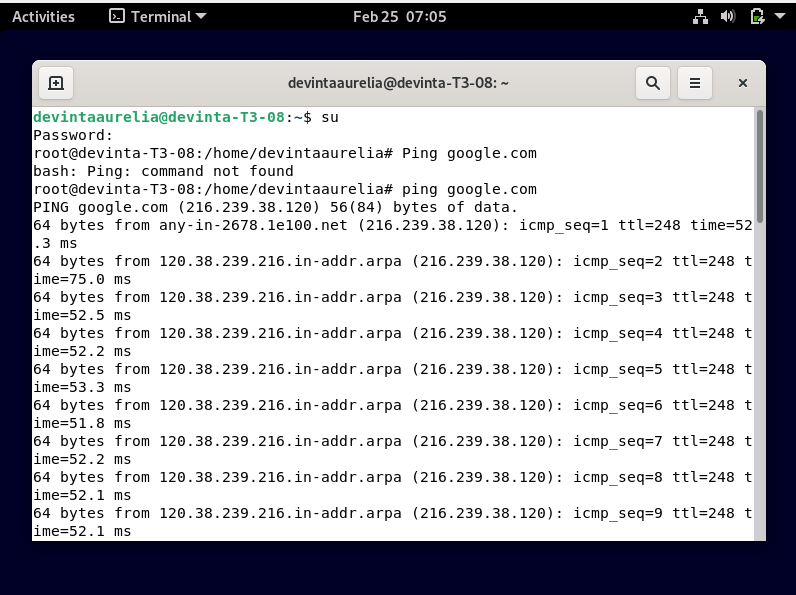 Activities Terminal Feb 25 07:05
devintaaurelia@devinta-T3-08: ~
devintaaurelia@devinta-T3-08:~$ su
Password:
root@devinta-T3-08:/home/devintaaurelia# Ping google.com
bash: Ping: command not found
root@devinta-T3-08:/home/devintaaurelia# ping google.com
PING google.com (216.239.38.120) 56(84) bytes of data.
64 bytes from any-in-2678.1e100.net (216.239.38.120): icmp_seq=1 ttl=248 time=52
.3 ms
64 bytes from 120.38.239.216.in-addr.arpa (216.239.38.120): icmp_seq=2 ttl=248 t
ime=75.0 ms
64 bytes from 120.38.239.216.in-addr.arpa (216.239.38.120): icmp_seq=3 ttl=248 t
ime=52.5 ms
64 bytes from 120.38.239.216.in-addr.arpa (216.239.38.120): icmp_seq=4 ttl=248 t
ime=52.2 ms
64 bytes from 120.38.239.216.in-addr.arpa (216.239.38.120): icmp_seq=5 ttl=248 t
ime=53.3 ms
64 bytes from 120.38.239.216.in-addr.arpa (216.239.38.120): icmp_seq=6 ttl=248 t
ime=51.8 ms
64 bytes from 120.38.239.216.in-addr.arpa (216.239.38.120): icmp_seq=7 ttl=248 t
ime=52.2 ms
64 bytes from 120.38.239.216.in-addr.arpa (216.239.38.120): icmp_seq=8 ttl=248 t
ime=52.1 ms
64 bytes from 120.38.239.216.in-addr.arpa (216.239.38.120): icmp_seq=9 ttl=248 t
ime=52.1 ms